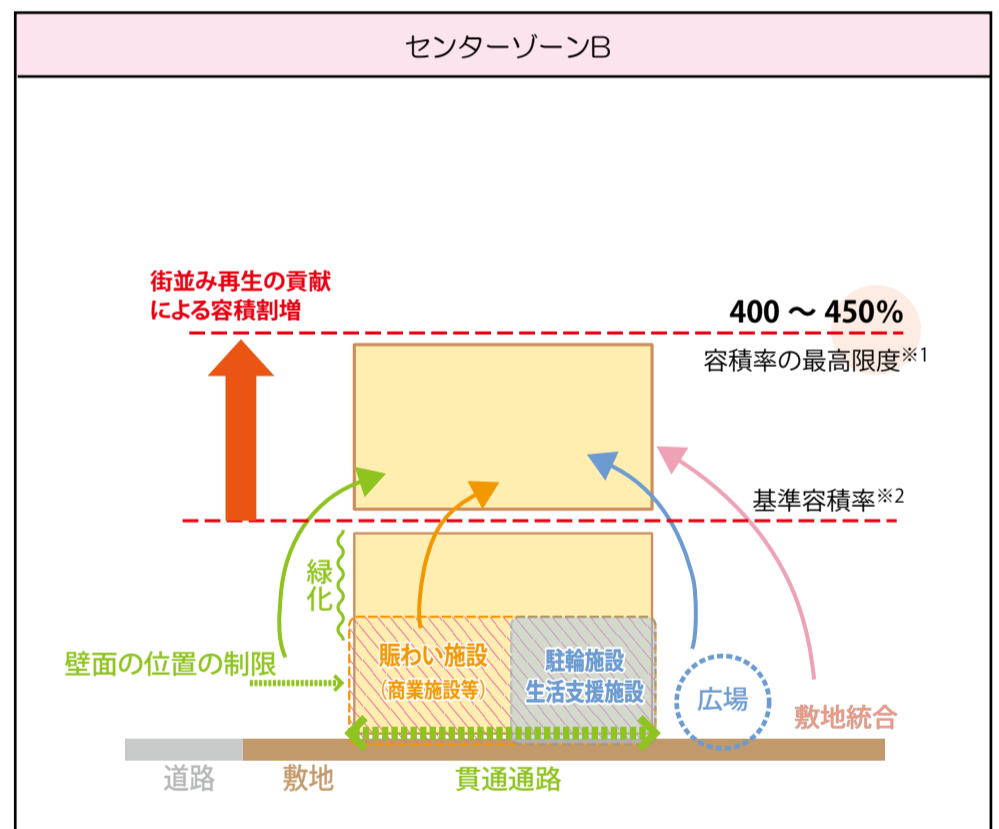 センターゾーンB
街並み再生の貢献
による容積割増
400 ～ 450%
容積率の最高限度※1
基準容積率※2
緑化
壁面の位置の制限
賑わい施設
(商業施設等)
駐輪施設
生活支援施設
広場
敷地統合
道路
敷地
貫通通路